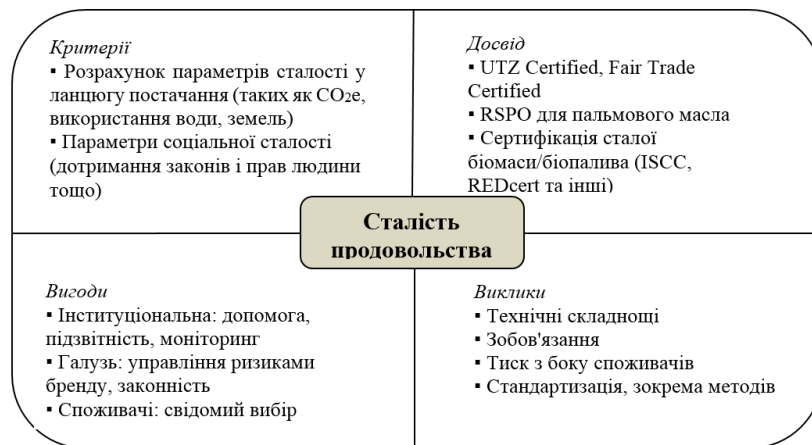 Критерії
▪ Розрахунок параметрів сталості у
ланцюгу постачання (таких як CO2e,
використання води, земель)
▪ Параметри соціальної сталості
(дотримання законів і прав людини
тощо)
Досвід
▪ UTZ Certified, Fair Trade
Certified
▪ RSPO для пальмового масла
▪ Сертифікація сталої
біомаси/біопалива (ISCC,
REDcert та інші)
Сталість
продовольства
Вигоди
▪ Інституціональна: допомога,
підзвітність, моніторинг
▪ Галузь: управління ризиками
бренду, законність
▪ Споживачі: свідомий вибір
Виклики
▪ Технічні складнощі
▪ Зобов'язання
▪ Тиск з боку споживачів
▪ Стандартизація, зокрема методів